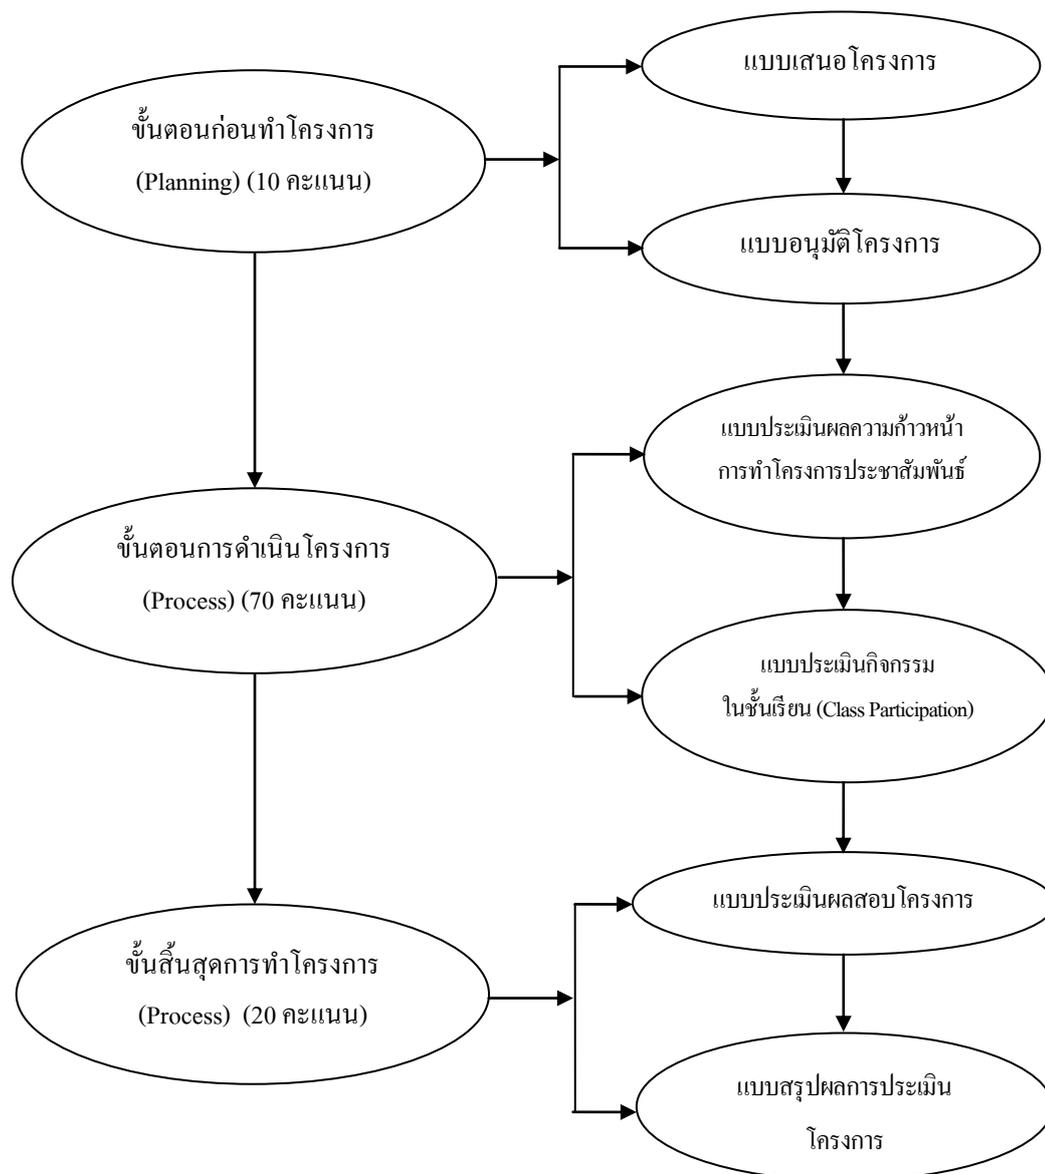 แบบเสนอโครงการ
ขั้นตอนก่อนทำโครงการ
(Planning) (10 คะแนน)
แบบอนุมัติโครงการ
แบบประเมินผลความก้าวหน้า
การทำโครงการประชาสัมพันธ์
ขั้นตอนการดำเนินโครงการ
(Process) (70 คะแนน)
แบบประเมินกิจกรรม
ในชั้นเรียน (Class Participation)
แบบประเมินผลสอบโครงการ
ขั้นสิ้นสุดการทำโครงการ
(Process) (20 คะแนน)
แบบสรุปผลการประเมิน
โครงการ